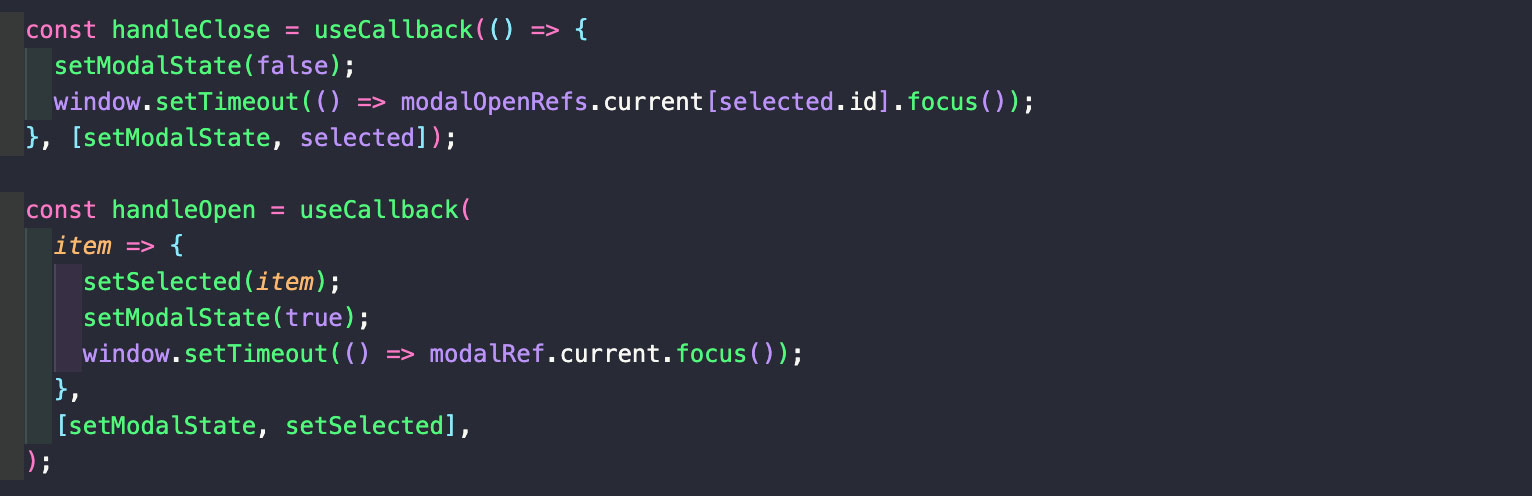 const handleClose = useCallback(() => {
  setModalState(false);
  window.setTimeout(() => modalOpenRefs.current[selected.id].focus());
}, [setModalState, selected]);

const handleOpen = useCallback(
  item => {
    setSelected(item);
    setModalState(true);
    window.setTimeout(() => modalRef.current.focus());
  },
  [setModalState, setSelected],
);